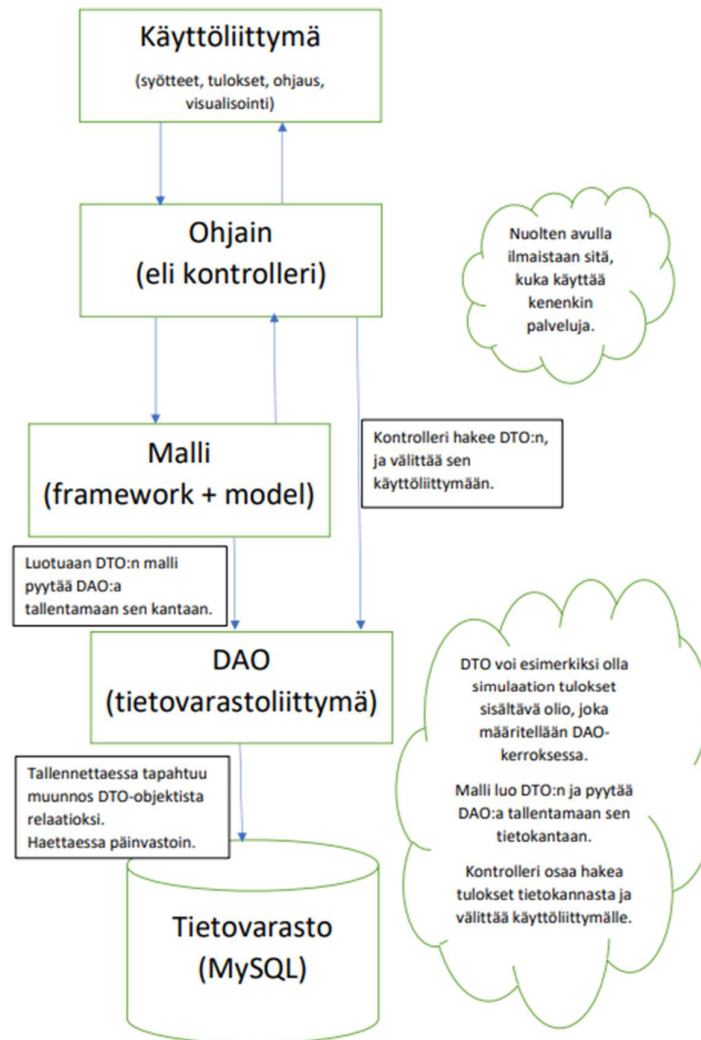 Käyttöliittymä
(syötteet, tulokset, ohjaus,
visualisointi)
Ohjain
(eli kontrolleri)
Nuolten avulla
ilmaistaan sitä,
kuka käyttää
kenenkin
palveluja.
Malli
(framework + model)
Kontrolleri hakee DTO:n,
ja välittää sen
käyttöliittymään.
Luotuaan DTO:n malli
pyytää DAO:a
tallentamaan sen kantaan.
DAO
(tietovarastoliittymä)
DTO voi esimerkiksi olla
simulaation tulokset
sisältävä olio, joka
määritellään DAO-
kerroksessa.
Malli luo DTO:n ja pyytää
DAO:a tallentamaan sen
tietokantaan.
Kontrolleri osaa hakea
tulokset tietokannasta ja
välittää käyttöliittymälle.
Tallennettaessa tapahtuu
muunnos DTO-objektista
relaatioksi.
Haettaessa päinvastoin.
Tietovarasto
(MySQL)